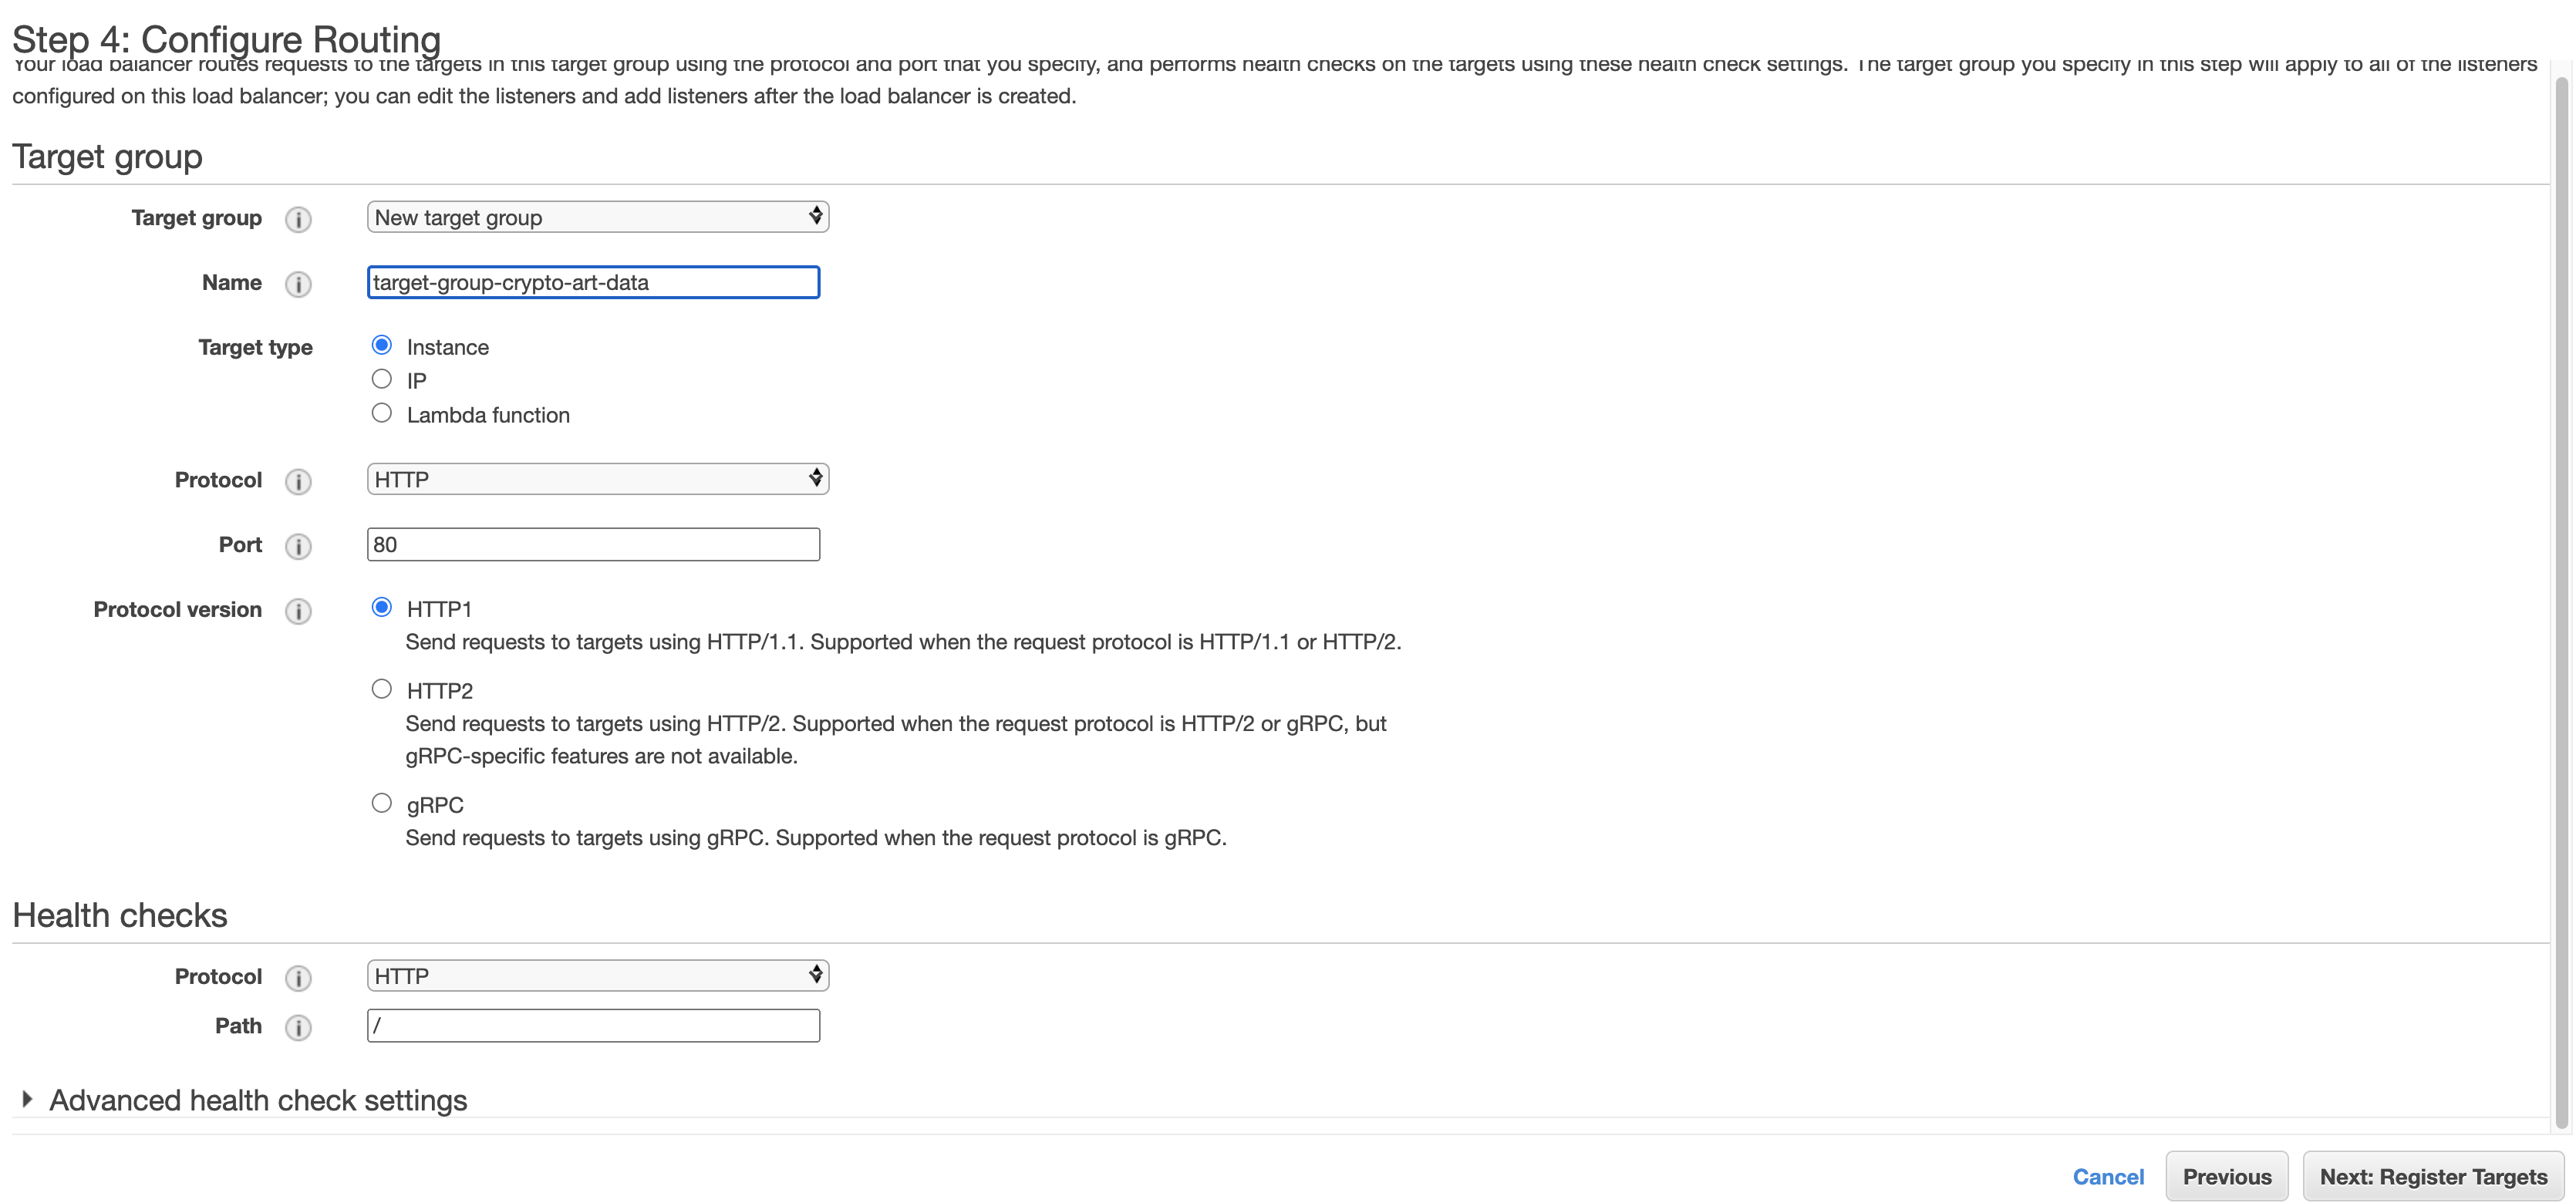 Step 4: Configure Routing
Your load balancer routes requests to the targets in this target group using the protocol and port that you specify, and performs health checks on the targets using these health check settings. The target group you specify in this step will apply to all of the listeners
configured on this load balancer; you can edit the listeners and add listeners after the load balancer is created.
Target group
Target group i New target group
Name i target-group-crypto-art-data
Target type Instance
IP
Lambda function
Protocol i HTTP
Port i 80
Protocol version i HTTP1
Send requests to targets using HTTP/1.1. Supported when the request protocol is HTTP/1.1 or HTTP/2.
HTTP2
Send requests to targets using HTTP/2. Supported when the request protocol is HTTP/2 or gRPC, but
gRPC-specific features are not available.
gRPC
Send requests to targets using gRPC. Supported when the request protocol is gRPC.
Health checks
Protocol i HTTP
Path i /
Advanced health check settings
Cancel Previous Next: Register Targets